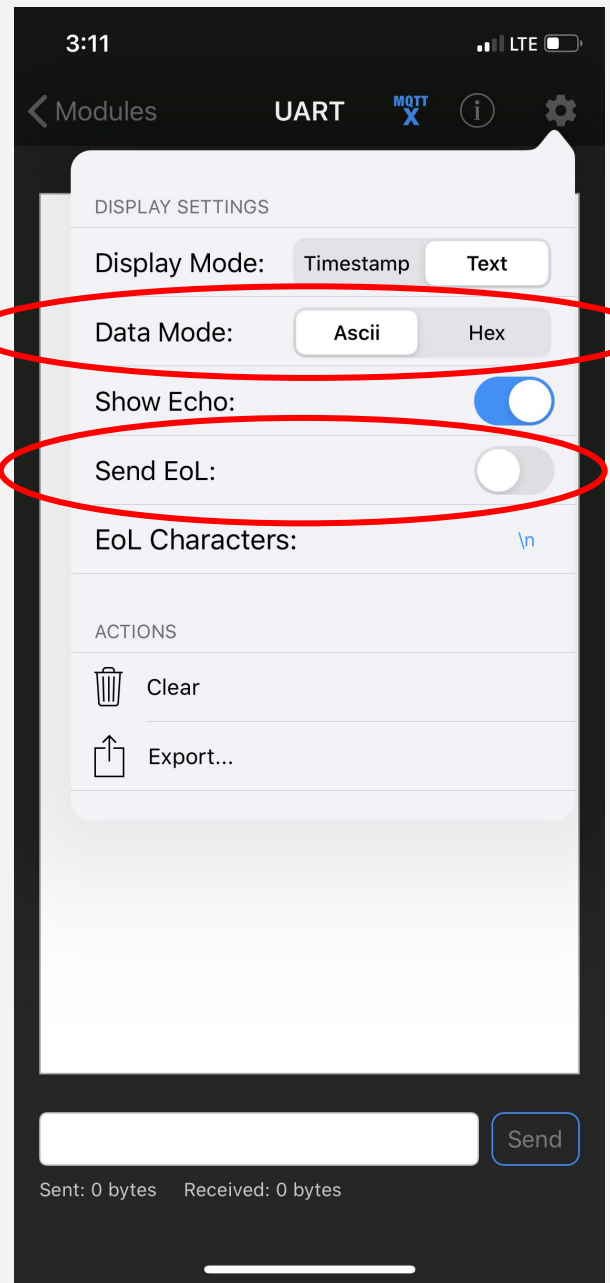 3:11 LTE
Modules UART MQTT X i
DISPLAY SETTINGS
Display Mode: Timestamp Text
Data Mode: Ascii Hex
Show Echo:
Send EoL:
EoL Characters: \n
ACTIONS
Clear
Export...
Send
Sent: 0 bytes Received: 0 bytes